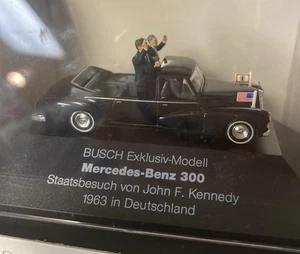 BUSCH Exklusiv-Modell
Mercedes-Benz 300
Staatsbesuch von John F. Kennedy
1963 in Deutschland